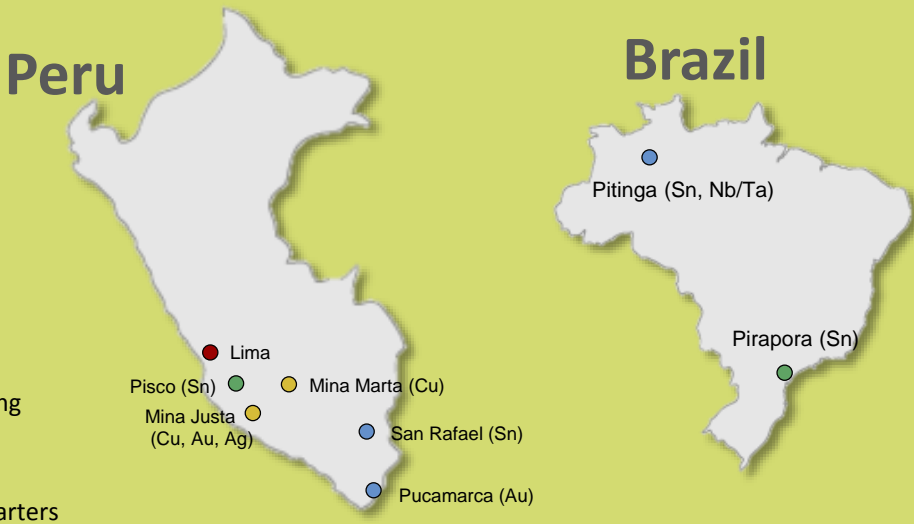 Peru
Brazil
Pitinga (Sn, Nb/Ta)
Pirapora (Sn)
Lima
Pisco (Sn)
Mina Marta (Cu)
Mina Justa
(Cu, Au, Ag)
San Rafael (Sn)
Pucamarca (Au)